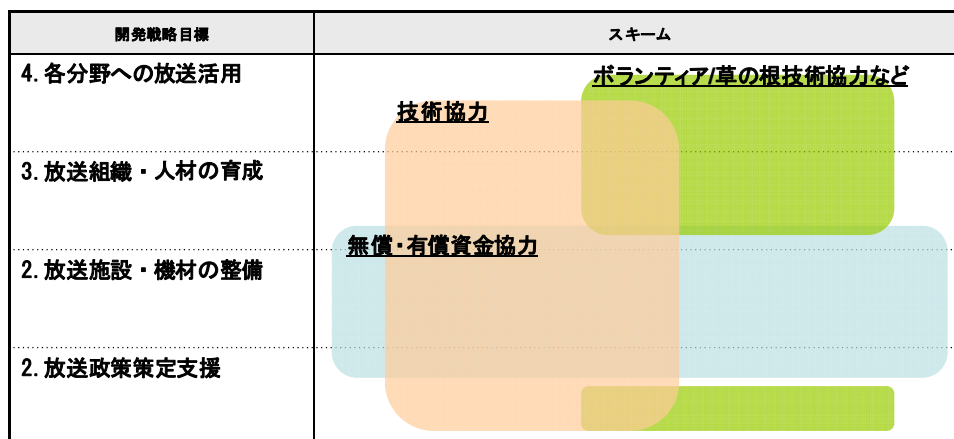 開発戦略目標
スキーム
4. 各分野への放送活用
ボランティア/草の根技術協力など
技術協力
3. 放送組織・人材の育成
無償・有償資金協力
2. 放送施設・機材の整備
2. 放送政策策定支援